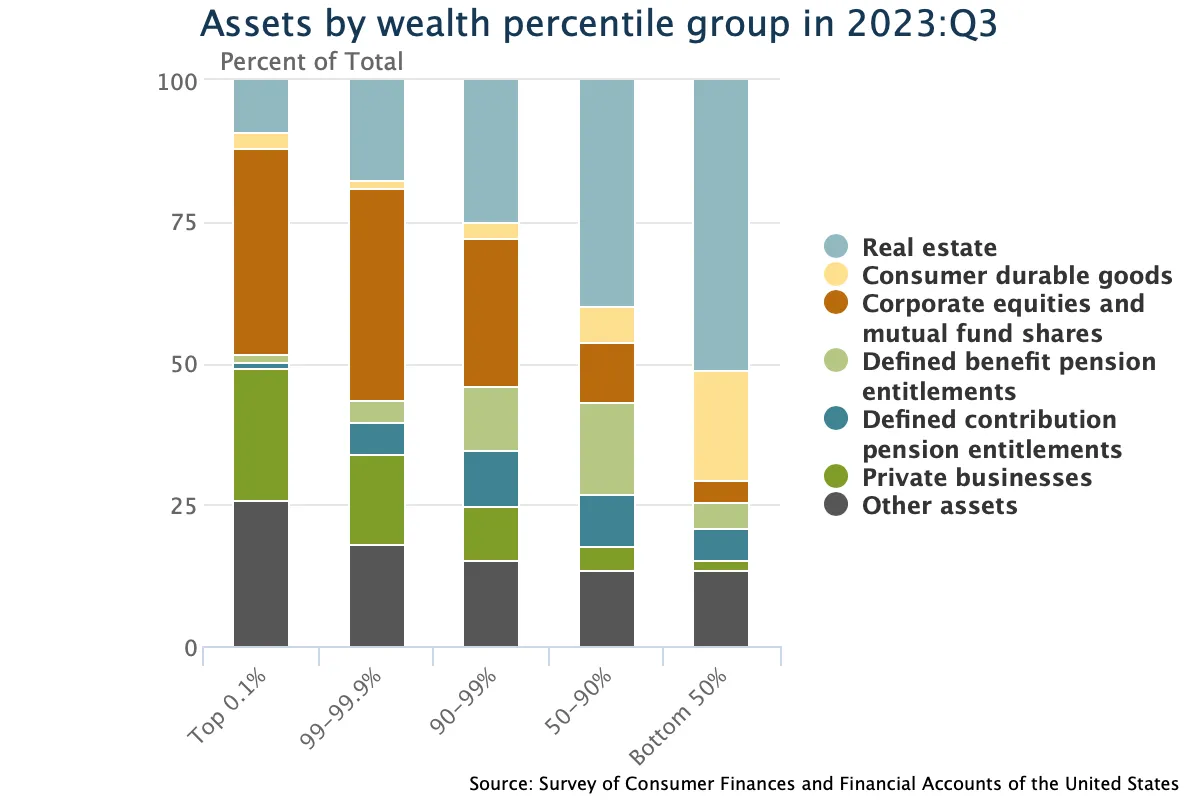 Assets by wealth percentile group in 2023:Q3
Percent of Total
100
75
50
25
0
Top 0.1%
99–99.9%
90–99%
50–90%
Bottom 50%
Real estate
Consumer durable goods
Corporate equities and
mutual fund shares
Defined benefit pension
entitlements
Defined contribution
pension entitlements
Private businesses
Other assets
Source: Survey of Consumer Finances and Financial Accounts of the United States